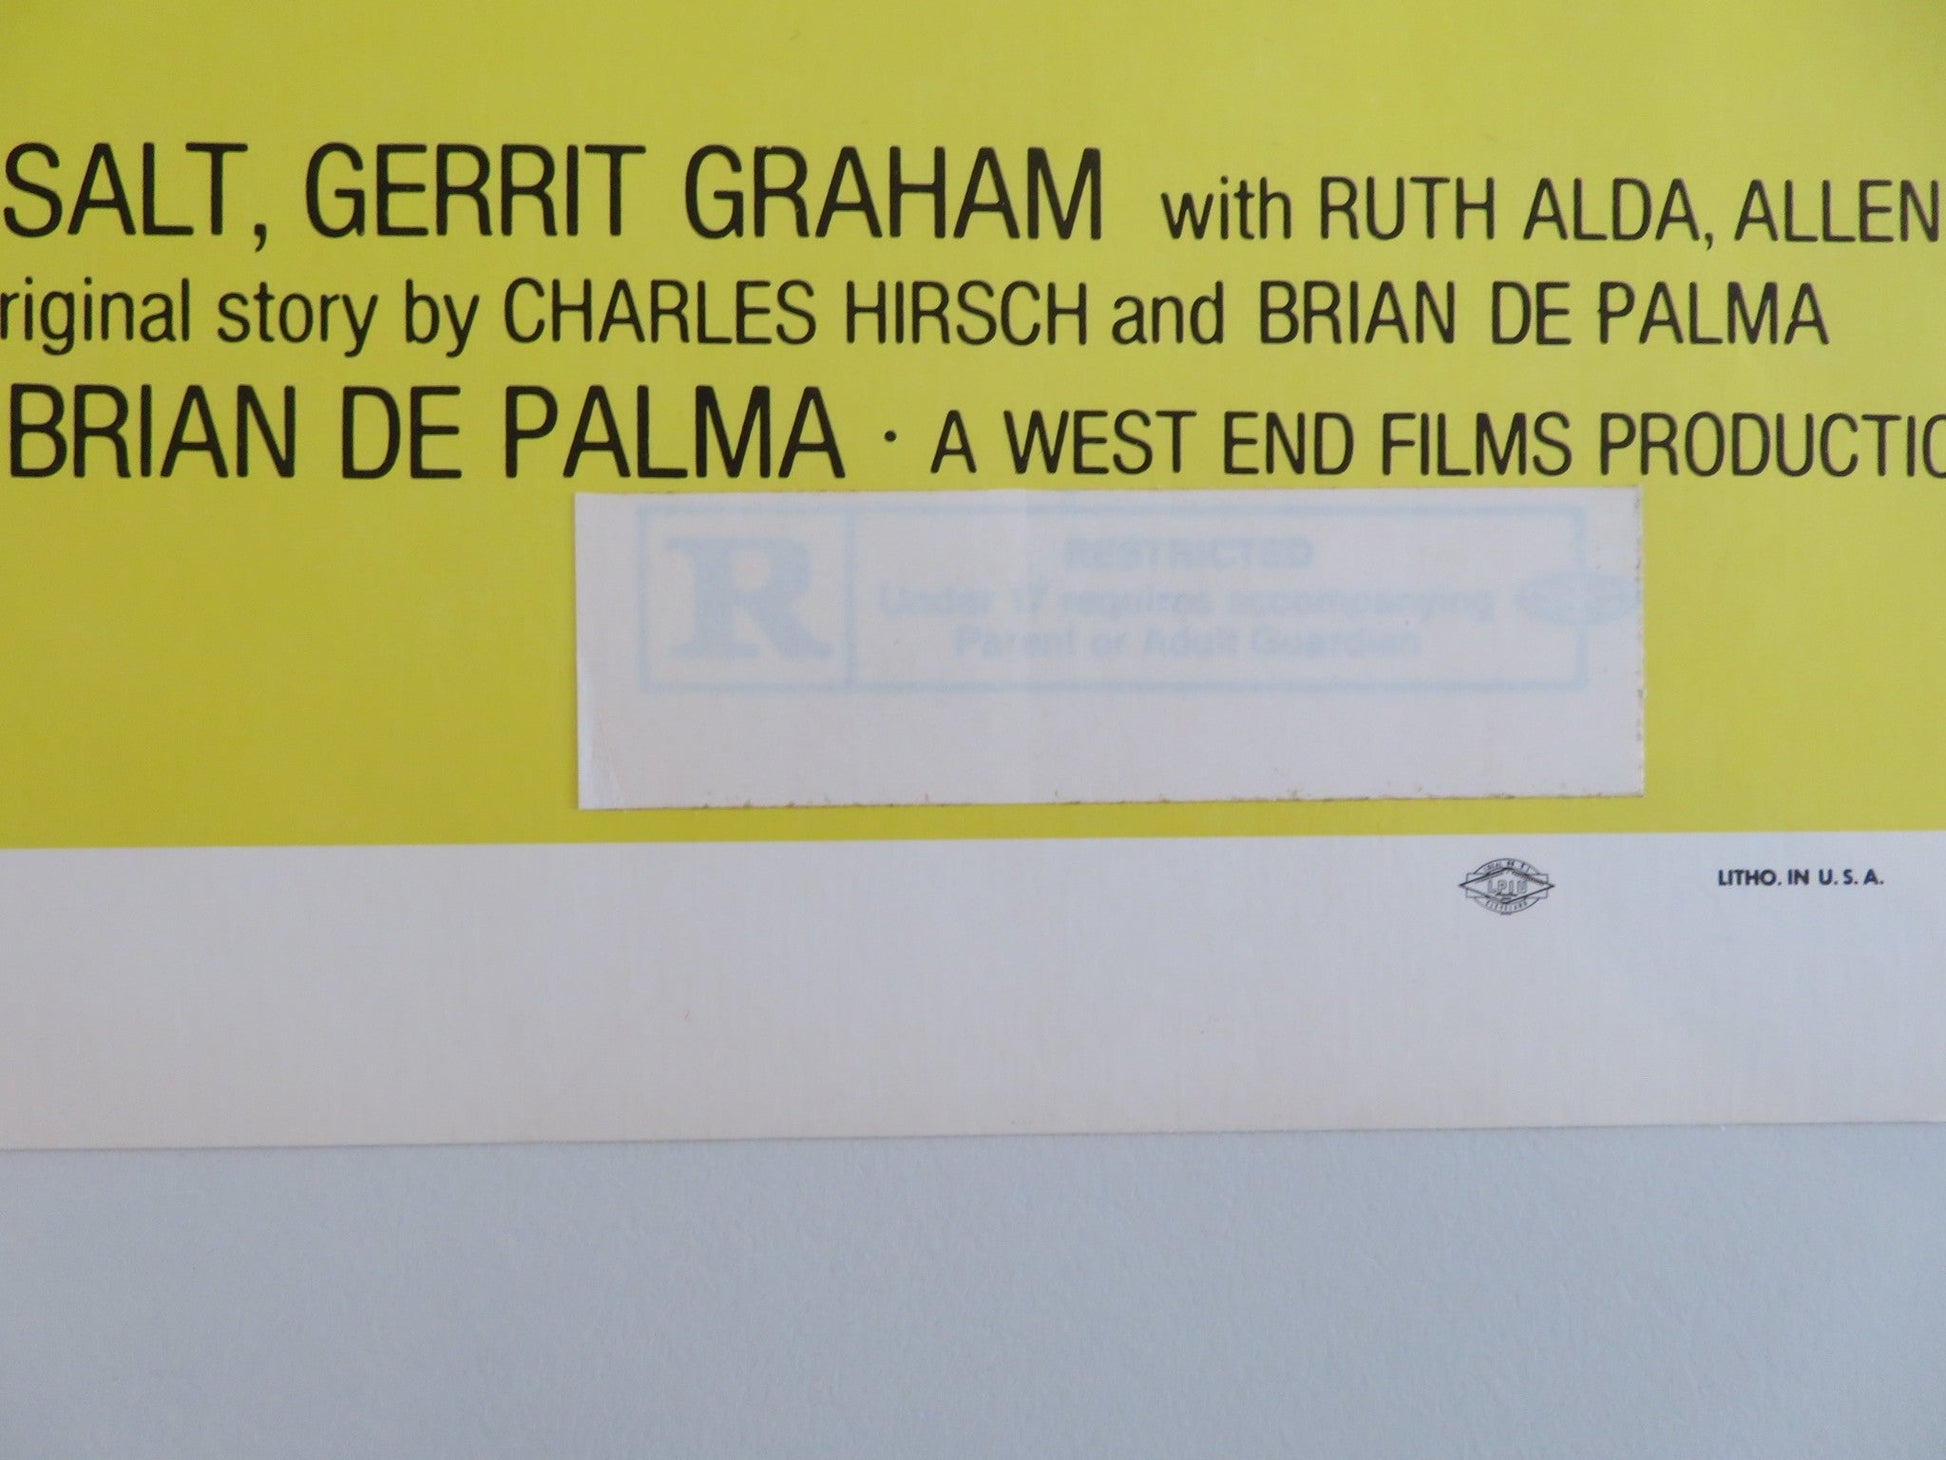 SALT, GERRIT GRAHAM with RUTH ALDA, ALLEN
riginal story by CHARLES HIRSCH and BRIAN DE PALMA
BRIAN DE PALMA · A WEST END FILMS PRODUCTIO
R
RESTRICTED
Under 17 requires accompanying
Parent or Adult Guardian
LITHO. IN U. S. A.